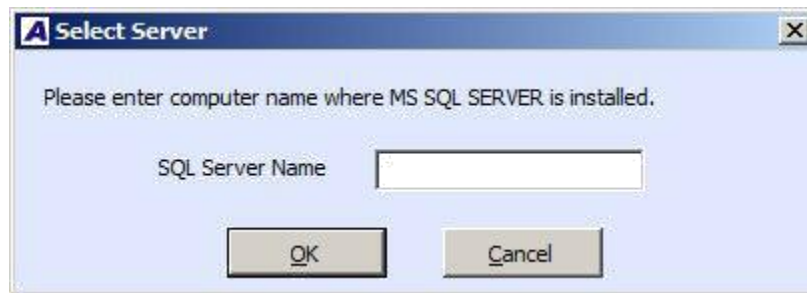 A Select Server
Please enter computer name where MS SQL SERVER is installed.
SQL Server Name
OK
Cancel